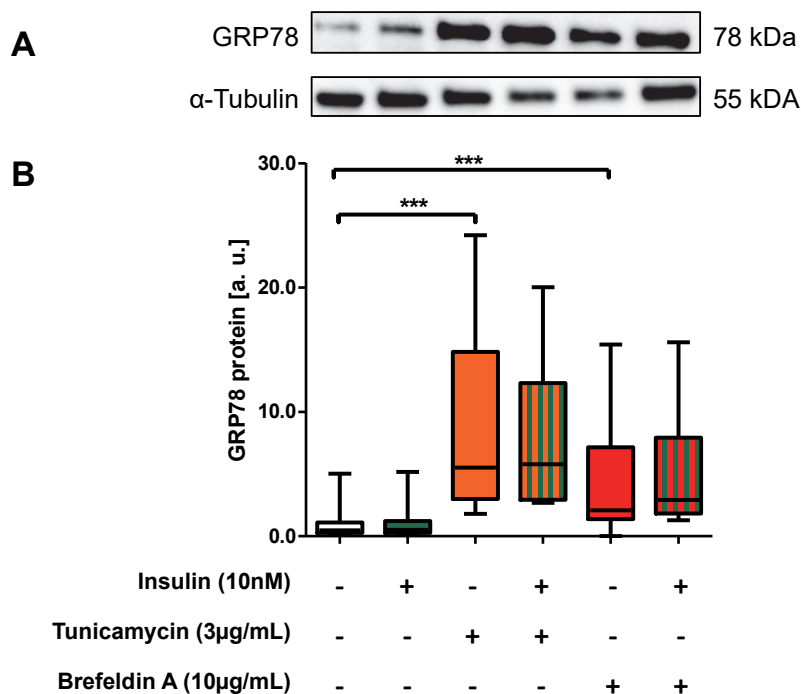 A
GRP78 78 kDa
α-Tubulin 55 kDA
B
GRP78 protein [a. u.]
30.0
20.0
10.0
0.0
***
***
Insulin (10nM) - + - + - +
Tunicamycin (3µg/mL) - - + + - -
Brefeldin A (10µg/mL) - - - - + +